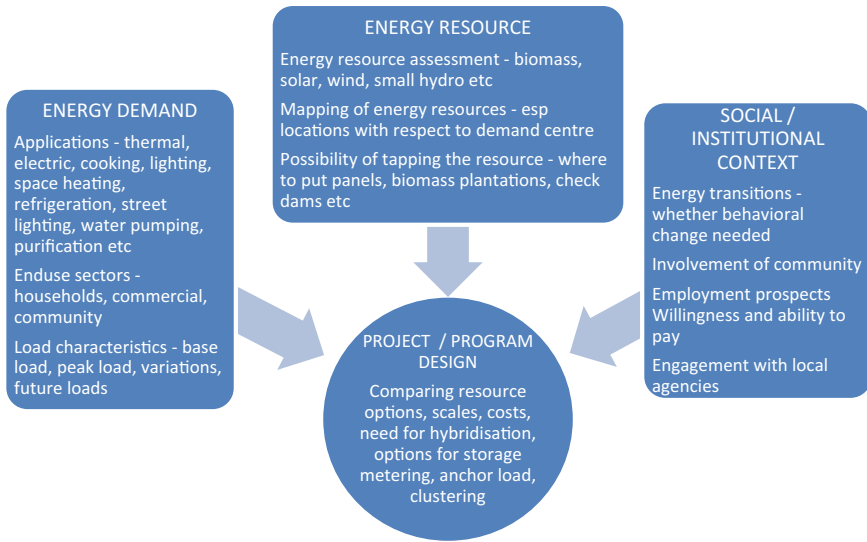 ENERGY RESOURCE
Energy resource assessment - biomass,
solar, wind, small hydro etc
Mapping of energy resources - esp
locations with respect to demand centre
Possibility of tapping the resource - where
to put panels, biomass plantations, check
dams etc
ENERGY DEMAND
Applications - thermal,
electric, cooking, lighting,
space heating,
refrigeration, street
lighting, water pumping,
purification etc
Enduse sectors -
households, commercial,
community
Load characteristics - base
load, peak load, variations,
future loads
SOCIAL /
INSTITUTIONAL
CONTEXT
Energy transitions -
whether behavioral
change needed
Involvement of community
Employment prospects
Willingness and ability to
pay
Engagement with local
agencies
PROJECT / PROGRAM
DESIGN
Comparing resource
options, scales, costs,
need for hybridisation,
options for storage
metering, anchor load,
clustering